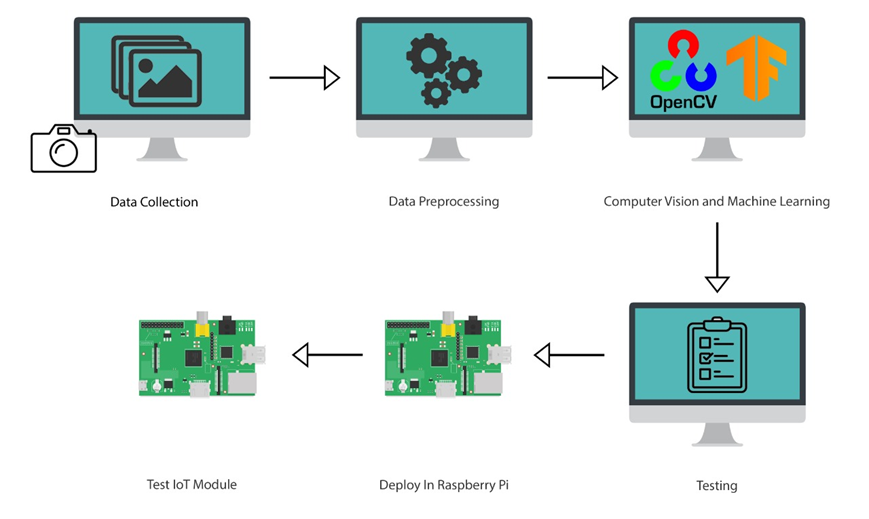 OpenCV
Data Collection
Data Preprocessing
Computer Vision and Machine Learning
Test IoT Module
Deploy In Raspberry Pi
Testing